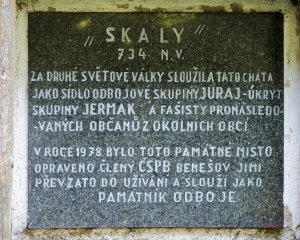 „SKÁLY"
734 N.V.
ZA DRUHÉ SVĚTOVÉ VÁLKY SLOUŽILA TATO CHATA
JAKO SÍDLO ODBOJOVÉ SKUPINY JURAJ-ÚKRYT
SKUPINY JERMAK A FAŠISTY PRONÁSLEDO-
-VANÝCH OBČANŮ Z OKOLNÍCH OBCÍ
V ROCE 1978 BYLO TOTO PAMÁTNÉ MÍSTO
OPRAVENO ČLENY ČSPB BENEŠOV JIMI
PŘEVZATO DO UŽÍVÁNÍ A SLOUŽÍ JAKO
PAMÁTNÍK ODBOJE